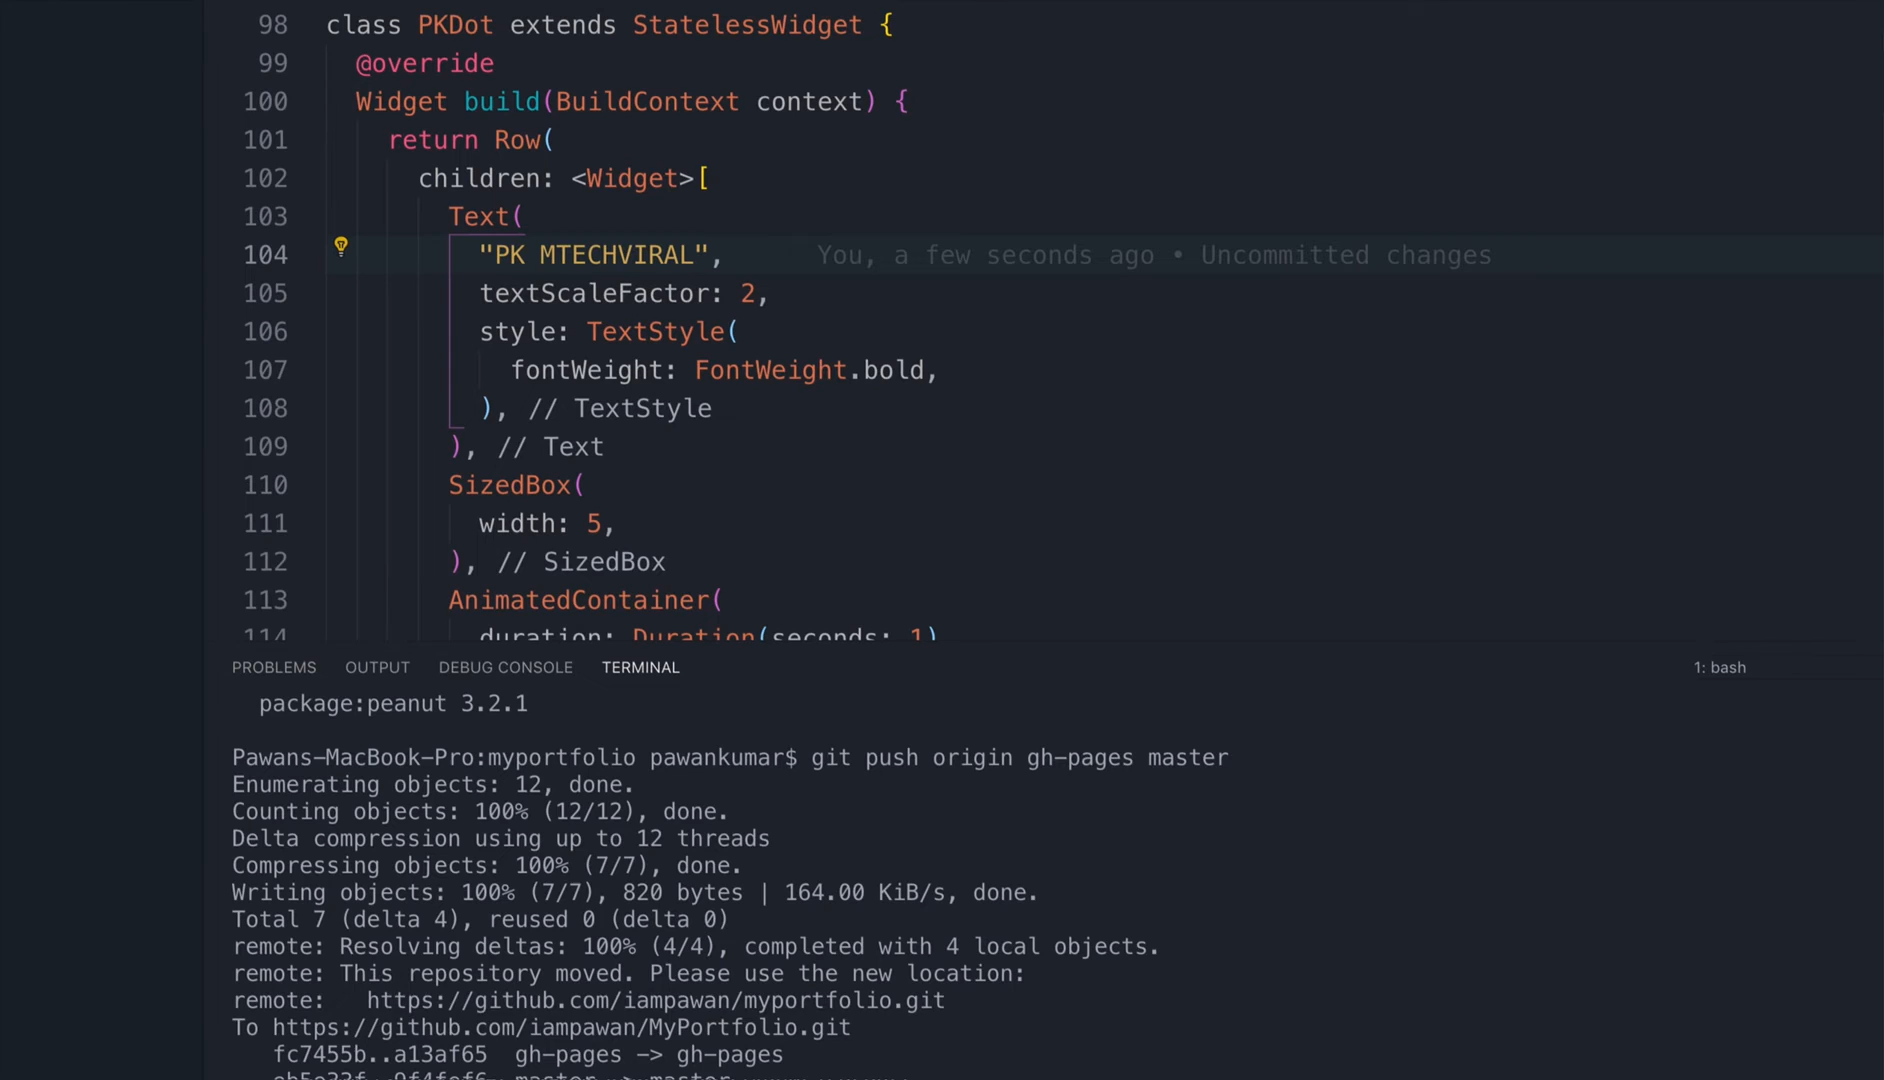 98 class PKDot extends StatelessWidget {
99 @override
100 Widget build(BuildContext context) {
101 return Row(
102 children: <Widget>[
103 Text(
104 "PK MTECHVIRAL", You, a few seconds ago • Uncommitted changes
105 textScaleFactor: 2,
106 style: TextStyle(
107 fontWeight: FontWeight.bold,
108 ), // TextStyle
109 ), // Text
110 SizedBox(
111 width: 5,
112 ), // SizedBox
113 AnimatedContainer(
114 duration: Duration(seconds: 1)
PROBLEMS OUTPUT DEBUG CONSOLE TERMINAL 1: bash
package:peanut 3.2.1
Pawans-MacBook-Pro:myportfolio pawankumar$ git push origin gh-pages master
Enumerating objects: 12, done.
Counting objects: 100% (12/12), done.
Delta compression using up to 12 threads
Compressing objects: 100% (7/7), done.
Writing objects: 100% (7/7), 820 bytes | 164.00 KiB/s, done.
Total 7 (delta 4), reused 0 (delta 0)
remote: Resolving deltas: 100% (4/4), completed with 4 local objects.
remote: This repository moved. Please use the new location:
remote: https://github.com/iampawan/myportfolio.git
To https://github.com/iampawan/MyPortfolio.git
fc7455b..a13af65 gh-pages -> gh-pages
master -> master